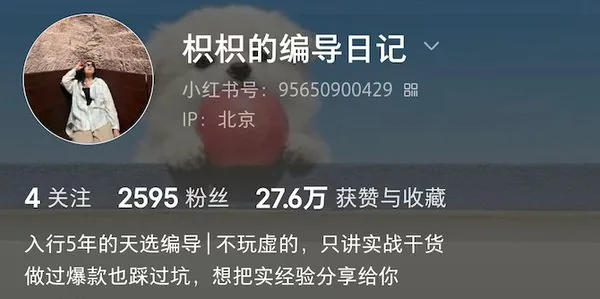 枳枳的编导日记
小红书号：95650900429
IP：北京
4 关注 2595 粉丝 27.6万 获赞与收藏
入行5年的天选编导 | 不玩虚的，只讲实战干货
做过爆款也踩过坑，想把实经验分享给你